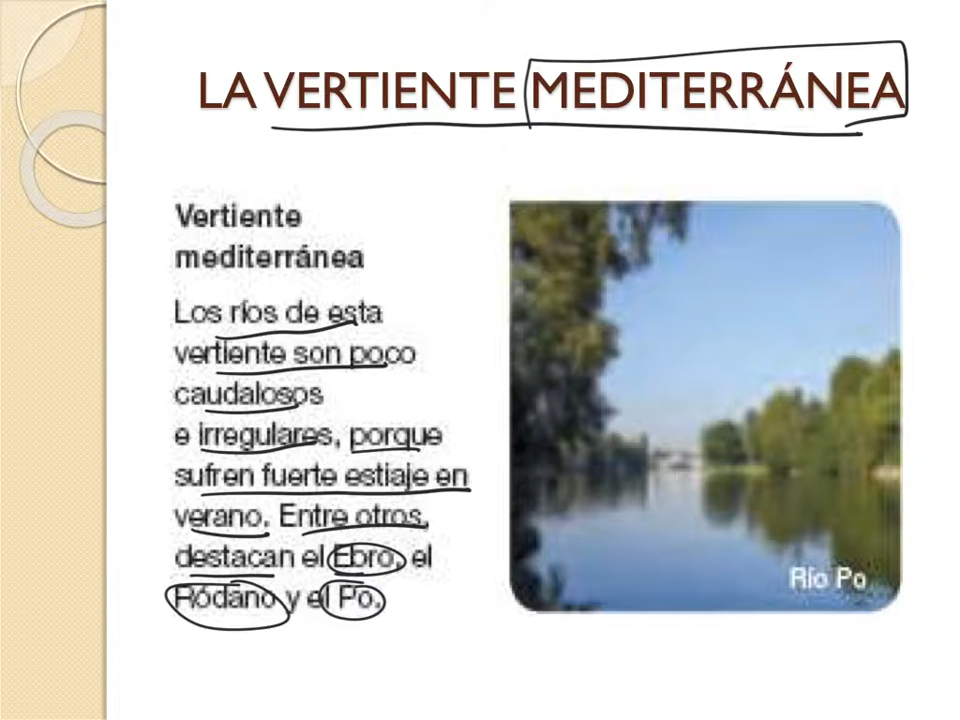 LA VERTIENTE MEDITERRÁNEA
Vertiente
mediterránea
Los ríos de esta
vertiente son poco
caudalosos
e irregulares, porque
sufren fuerte estiaje en
verano. Entre otros,
destacan el Ebro, el
Ródano y el Po.
Río Po